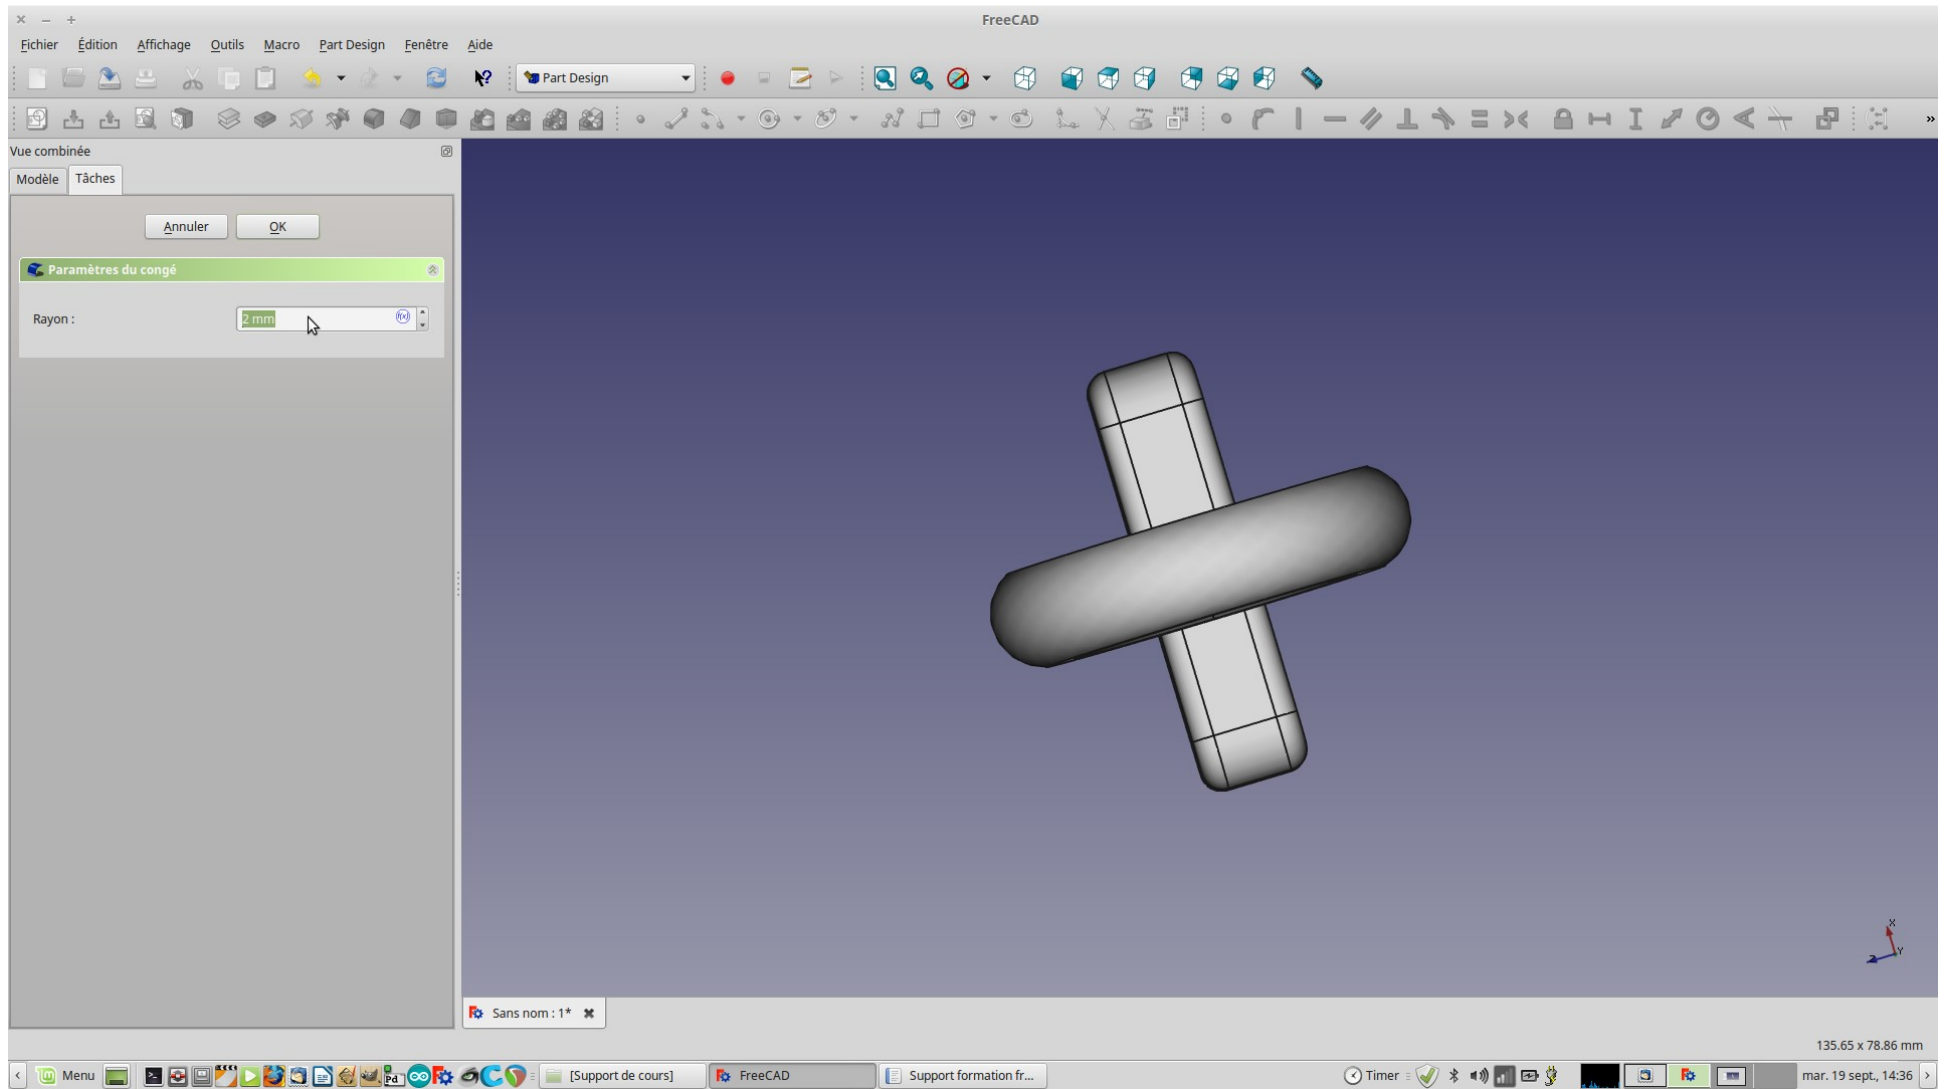 FreeCAD
Fichier Édition Affichage Outils Macro Part Design Fenêtre Aide
Part Design
Vue combinée
Modèle Tâches
Annuler OK
Paramètres du congé
Rayon : 2 mm
X
Y
Z
Sans nom : 1*
135.65 x 78.86 mm
Menu [Support de cours] FreeCAD Support formation fr... Timer mar. 19 sept., 14:36